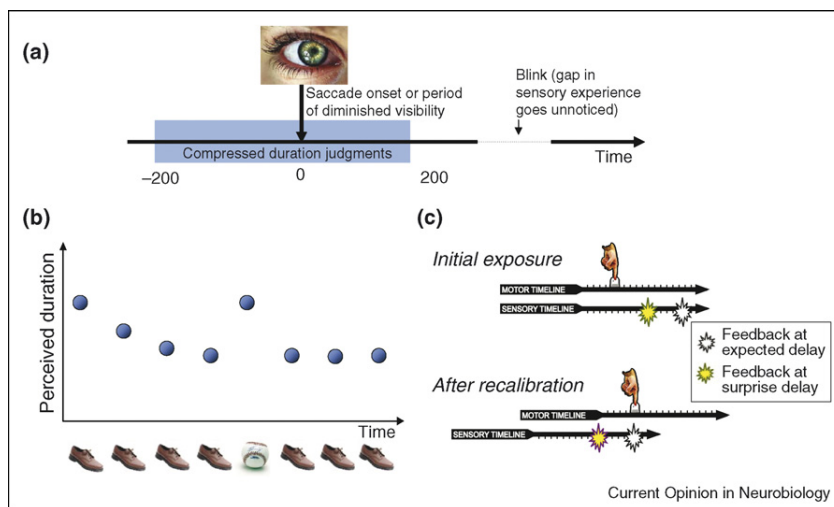 (a)
Saccade onset or period
of diminished visibility
Blink (gap in
sensory experience
goes unnoticed)
Compressed duration judgments
Time
−200
0
200
(b)
Perceived duration
Time
(c)
Initial exposure
MOTOR TIMELINE
SENSORY TIMELINE
Feedback at
expected delay
Feedback at
surprise delay
After recalibration
MOTOR TIMELINE
SENSORY TIMELINE
Current Opinion in Neurobiology